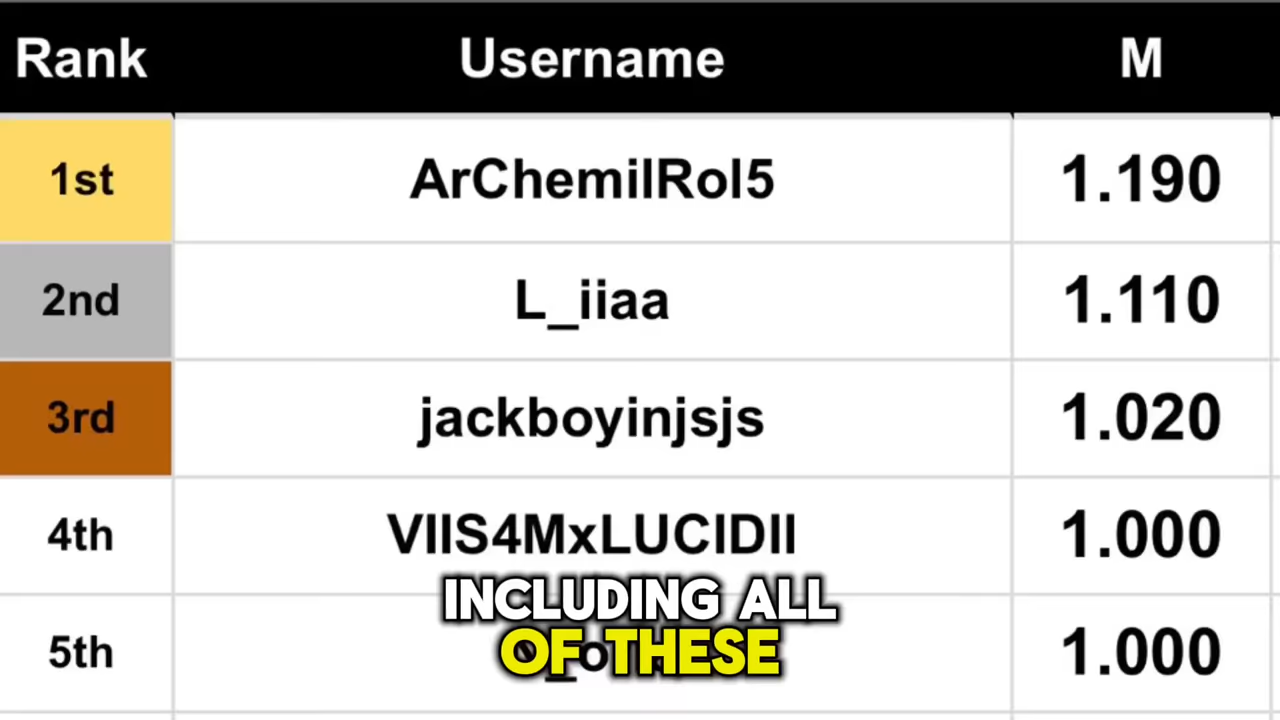 Rank Username M
1st ArChemilRol5 1.190
2nd L_iiaa 1.110
3rd jackboyinjsjs 1.020
4th VIIS4MxLUCIDII 1.000
INCLUDING ALL
5th 1.000
OF THESE